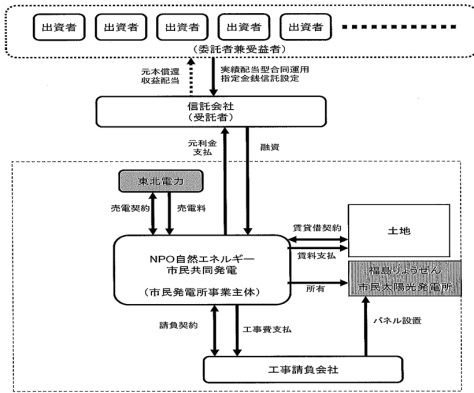 出資者 出資者 出資者 出資者 出資者
(委託者兼受益者)
元本償還
収益配当
実績配当型合同運用
指定金銭信託設定
信託会社
(受託者)
元利金
支払
融資
東北電力
売電契約
売電料
賃貸借契約
賃料支払
土地
NPO自然エネルギー
市民共同発電
(市民発電所事業主体)
所有
福島りょうぜん
市民太陽光発電所
請負契約
工事費支払
パネル設置
工事請負会社